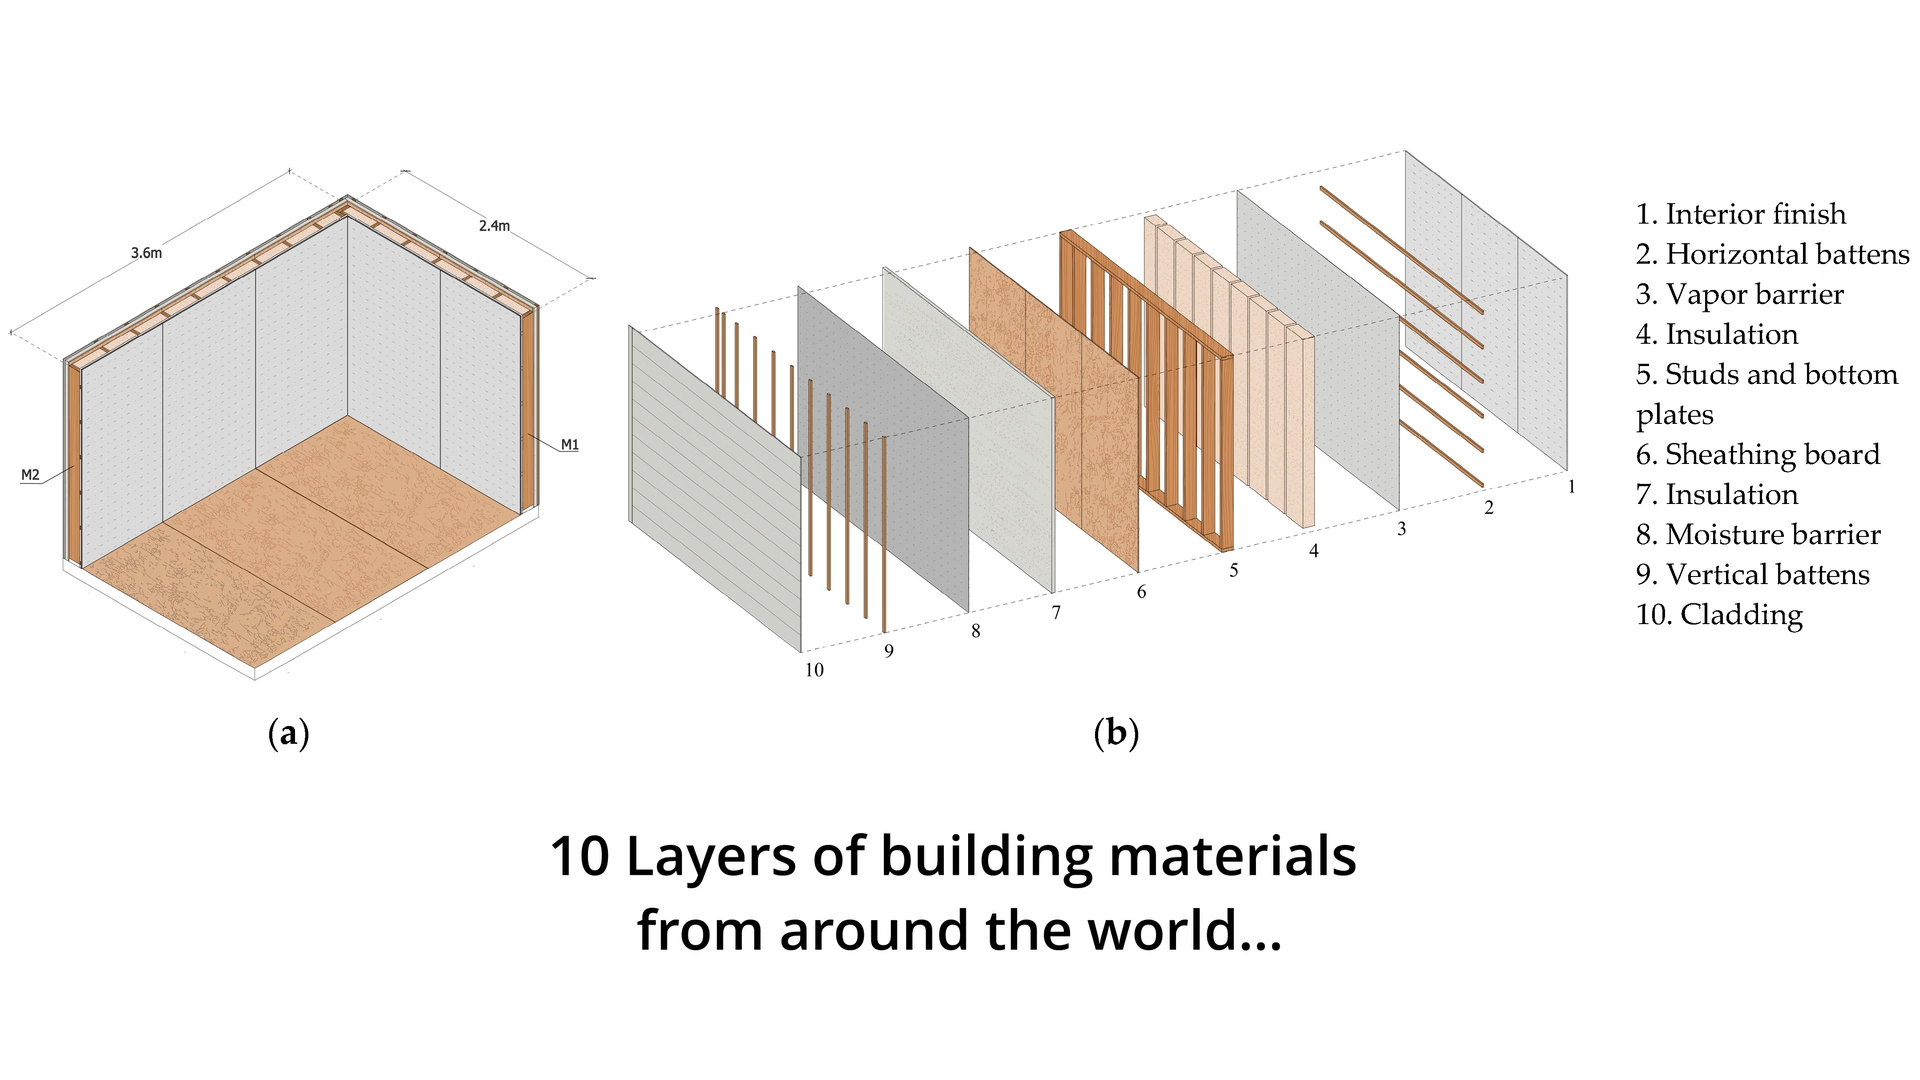 3.6m
2.4m
M1
M2
(a)
1
2
3
4
5
6
7
8
9
10
(b)
1. Interior finish
2. Horizontal battens
3. Vapor barrier
4. Insulation
5. Studs and bottom
plates
6. Sheathing board
7. Insulation
8. Moisture barrier
9. Vertical battens
10. Cladding
10 Layers of building materials
from around the world...